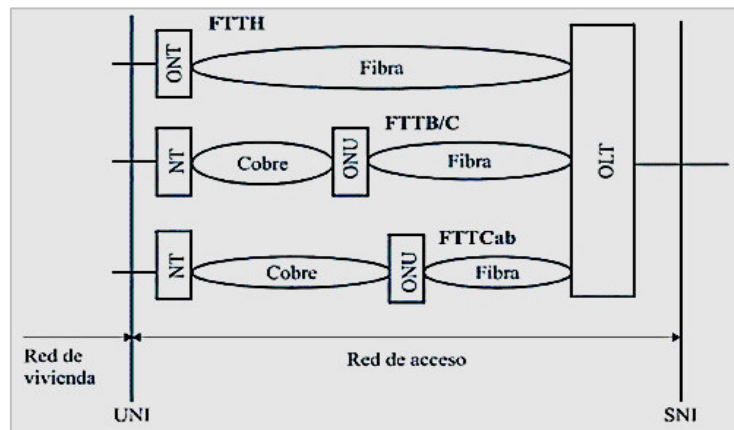 FTTH
ONT
Fibra
OLT
FTTB/C
NT
Cobre
ONU
Fibra
FTTCab
NT
Cobre
ONU
Fibra
Red de
vivienda
Red de acceso
UNI
SNI